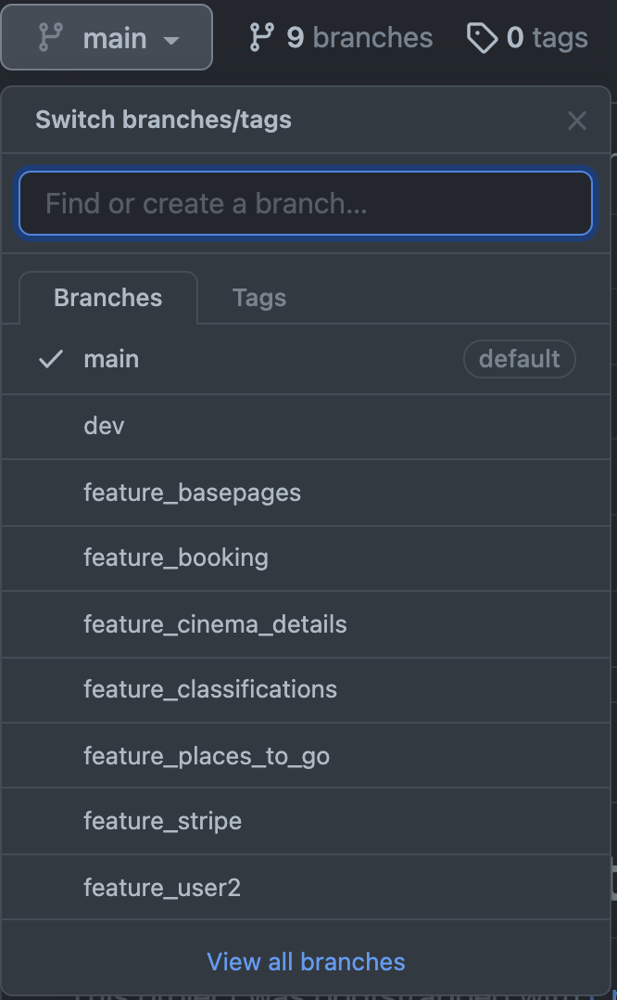 main 9 branches 0 tags
Switch branches/tags
Find or create a branch...
Branches Tags
main default
dev
feature_basepages
feature_booking
feature_cinema_details
feature_classifications
feature_places_to_go
feature_stripe
feature_user2
View all branches